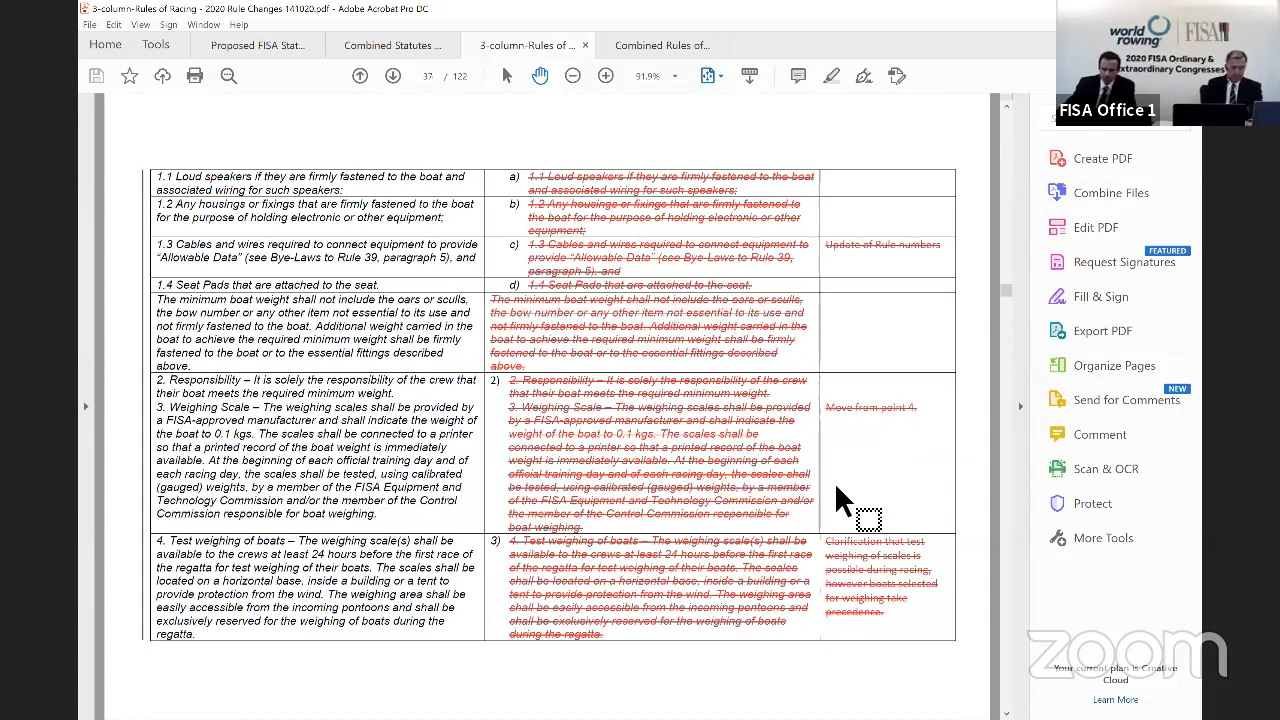 3-column-Rules of Racing - 2020 Rule Changes 141020.pdf - Adobe Acrobat Pro DC
File Edit View Sign Window Help
Home Tools Proposed FISA Stat... Combined Statutes ... 3-column-Rules of ... × Combined Rules of...
37 / 122 91.9%
world rowing FISA
2020 FISA Ordinary &
Extraordinary Congresses
FISA Office 1
1.1 Loud speakers if they are firmly fastened to the boat and
associated wiring for such speakers;
a) 1.1 Loud speakers if they are firmly fastened to the boat
and associated wiring for such speakers;
1.2 Any housings or fixings that are firmly fastened to the boat
for the purpose of holding electronic or other equipment;
b) 1.2 Any housings or fixings that are firmly fastened to
the boat for the purpose of holding electronic or other
equipment;
1.3 Cables and wires required to connect equipment to provide
“Allowable Data” (see Bye-Laws to Rule 39, paragraph 5), and
c) 1.3 Cables and wires required to connect equipment to
provide “Allowable Data” (see Bye-Laws to Rule 39,
paragraph 5), and
Update of Rule numbers
1.4 Seat Pads that are attached to the seat.
d) 1.4 Seat Pads that are attached to the seat.
The minimum boat weight shall not include the oars or sculls,
the bow number or any other item not essential to its use and
not firmly fastened to the boat. Additional weight carried in the
boat to achieve the required minimum weight shall be firmly
fastened to the boat or to the essential fittings described
above.
The minimum boat weight shall not include the oars or sculls,
the bow number or any other item not essential to its use and
not firmly fastened to the boat. Additional weight carried in the
boat to achieve the required minimum weight shall be firmly
fastened to the boat or to the essential fittings described
above.
2. Responsibility – It is solely the responsibility of the crew that
their boat meets the required minimum weight.
3. Weighing Scale – The weighing scales shall be provided by
a FISA-approved manufacturer and shall indicate the weight of
the boat to 0.1 kgs. The scales shall be connected to a printer
so that a printed record of the boat weight is immediately
available. At the beginning of each official training day and of
each racing day, the scales shall be tested, using calibrated
(gauged) weights, by a member of the FISA Equipment and
Technology Commission and/or the member of the Control
Commission responsible for boat weighing.
2) 2. Responsibility – It is solely the responsibility of the crew
that their boat meets the required minimum weight.
3. Weighing Scale – The weighing scales shall be provided
by a FISA-approved manufacturer and shall indicate the
weight of the boat to 0.1 kgs. The scales shall be
connected to a printer so that a printed record of the boat
weight is immediately available. At the beginning of each
official training day and of each racing day, the scales shall
be tested, using calibrated (gauged) weights, by a member
of the FISA Equipment and Technology Commission and/or
the member of the Control Commission responsible for
boat weighing.
Move from point 4.
4. Test weighing of boats – The weighing scale(s) shall be
available to the crews at least 24 hours before the first race of
the regatta for test weighing of their boats. The scales shall be
located on a horizontal base, inside a building or a tent to
provide protection from the wind. The weighing area shall be
easily accessible from the incoming pontoons and shall be
exclusively reserved for the weighing of boats during the
regatta.
3) 4. Test weighing of boats – The weighing scale(s) shall be
available to the crews at least 24 hours before the first race
of the regatta for test weighing of their boats. The scales
shall be located on a horizontal base, inside a building or a
tent to provide protection from the wind. The weighing area
shall be easily accessible from the incoming pontoons and
shall be exclusively reserved for the weighing of boats
during the regatta.
Clarification that test
weighing of scales is
possible during racing,
however boats selected
for weighing take
precedence.
Create PDF
Combine Files
Edit PDF
FEATURED
Request Signatures
Fill & Sign
Export PDF
Organize Pages
NEW
Send for Comments
Comment
Scan & OCR
Protect
More Tools
Your current plan is Creative
Cloud
Learn More
zoom